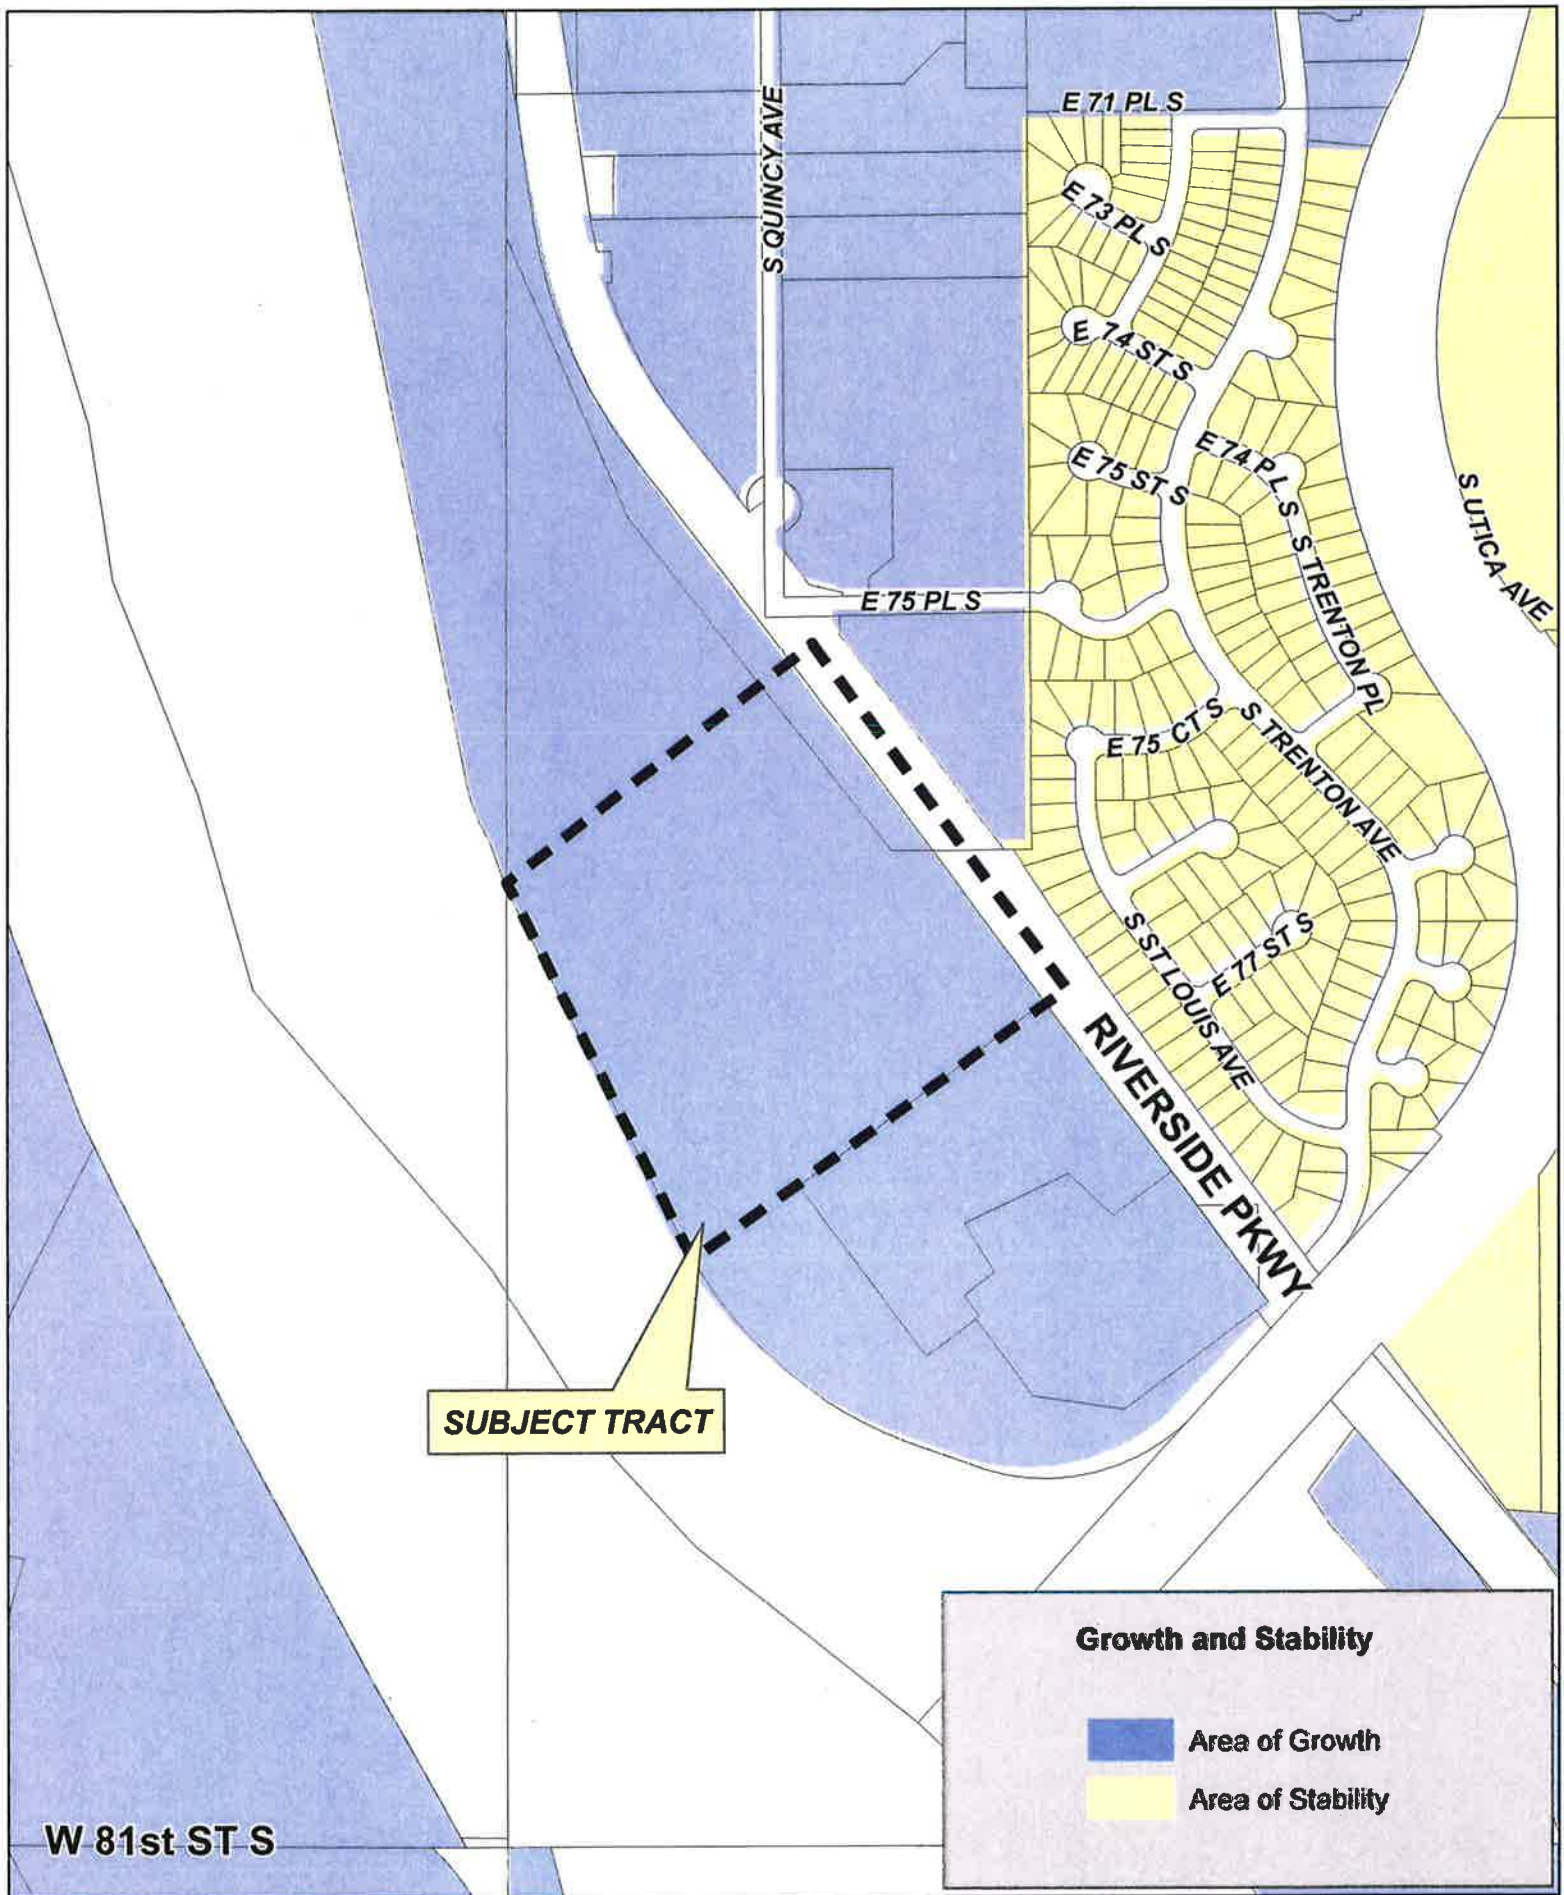 E 71 PL S
S QUINCY AVE
E 73 PL S
E 74 ST S
E 74 PL S
E 75 ST S
S UTICA AVE
S TRENTON PL
E 75 PL S
E 75 CT S
S TRENTON AVE
S ST LOUIS AVE
E 77 ST S
RIVERSIDE PKWY
SUBJECT TRACT
Growth and Stability
Area of Growth
Area of Stability
W 81st ST S